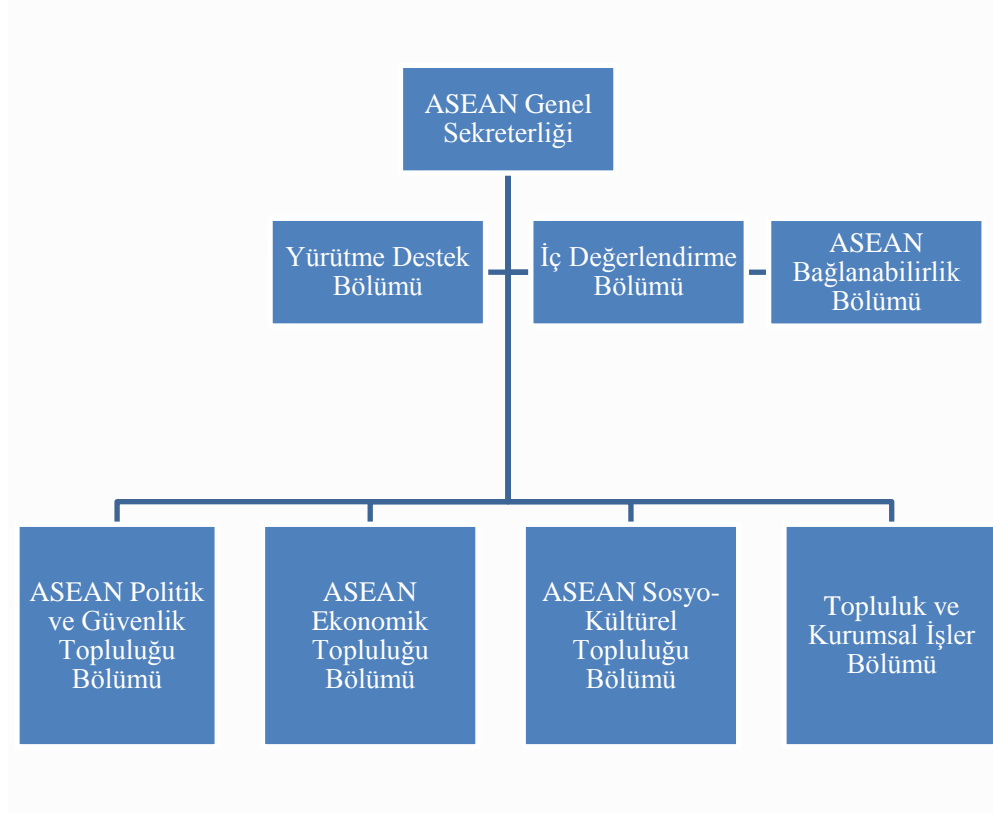 ASEAN Genel
Sekreterliği
Yürütme Destek
Bölümü
İç Değerlendirme
Bölümü
ASEAN
Bağlanabilirlik
Bölümü
ASEAN Politik
ve Güvenlik
Topluluğu
Bölümü
ASEAN
Ekonomik
Topluluğu
Bölümü
ASEAN Sosyo-
Kültürel
Topluluğu
Bölümü
Topluluk ve
Kurumsal İşler
Bölümü